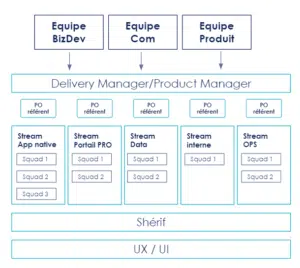 Equipe
BizDev
Equipe
Com
Equipe
Produit
Delivery Manager/Product Manager
PO
référent
PO
référent
PO
référent
PO
référent
PO
référent
Stream
App native
Squad 1
Squad 2
Squad 3
Stream
Portail PRO
Squad 1
Squad 2
Stream
Data
Squad 1
Squad 2
Stream
interne
Squad 1
Stream
OPS
Squad 1
Squad 2
Shérif
UX / UI